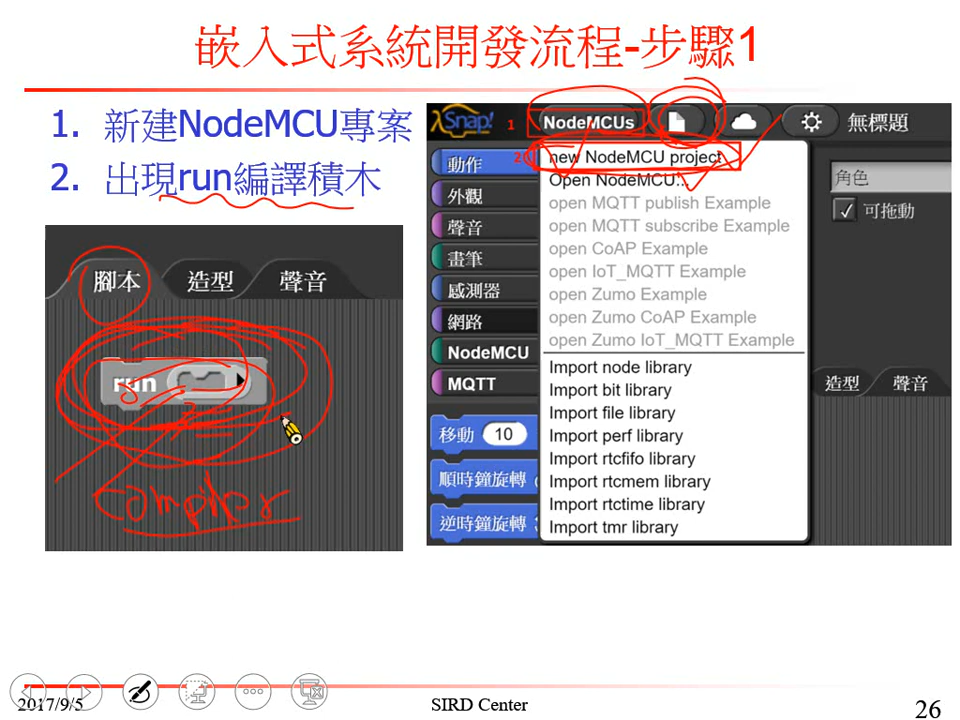 嵌入式系統開發流程-步驟1
1. 新建NodeMCU專案
2. 出現run編譯積木
腳本 造型 聲音
run
Compiler
Snap! 1 NodeMCUs 無標題
動作
外觀
聲音
畫筆
感測器
網路
NodeMCU
MQTT
移動 10
順時鐘旋轉
逆時鐘旋轉
2 new NodeMCU project
Open NodeMCU...
open MQTT publish Example
open MQTT subscribe Example
open CoAP Example
open IoT_MQTT Example
open Zumo Example
open Zumo CoAP Example
open Zumo IoT_MQTT Example
Import node library
Import bit library
Import file library
Import perf library
Import rtcfifo library
Import rtcmem library
Import rtctime library
Import tmr library
角色
可拖動
造型 聲音
2017/9/5 SIRD Center 26